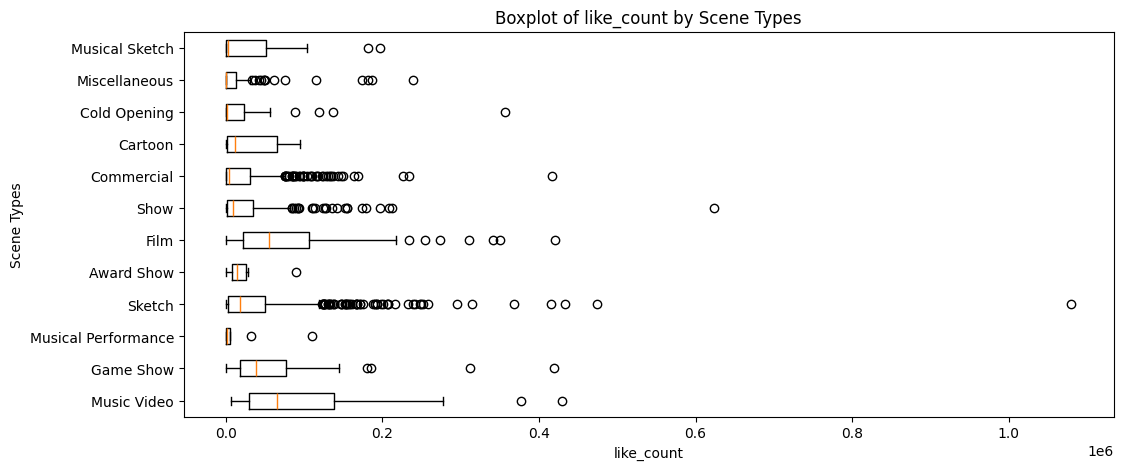 Boxplot of like_count by Scene Types
Scene Types
Musical Sketch
Miscellaneous
Cold Opening
Cartoon
Commercial
Show
Film
Award Show
Sketch
Musical Performance
Game Show
Music Video
0.0 0.2 0.4 0.6 0.8 1.0
1e6
like_count